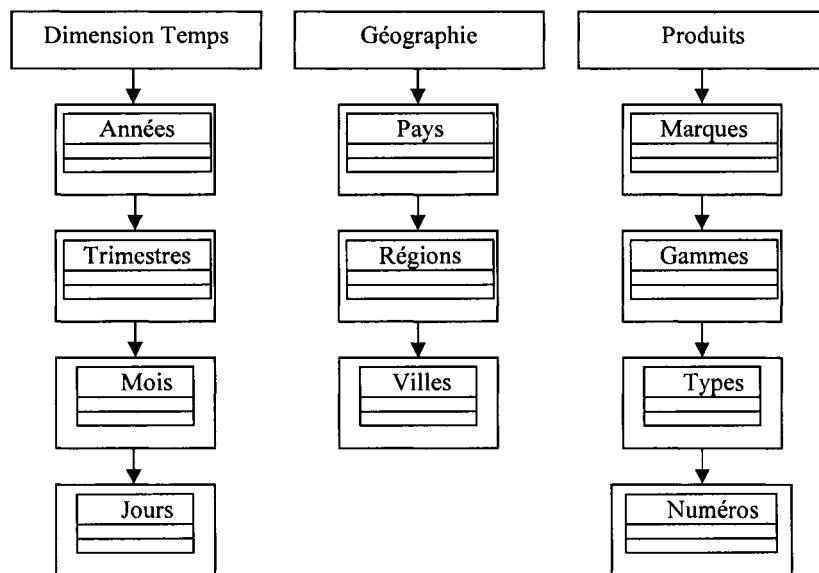 Dimension Temps
Géographie
Produits
Années
Pays
Marques
Trimestres
Régions
Gammes
Mois
Villes
Types
Jours
Numéros